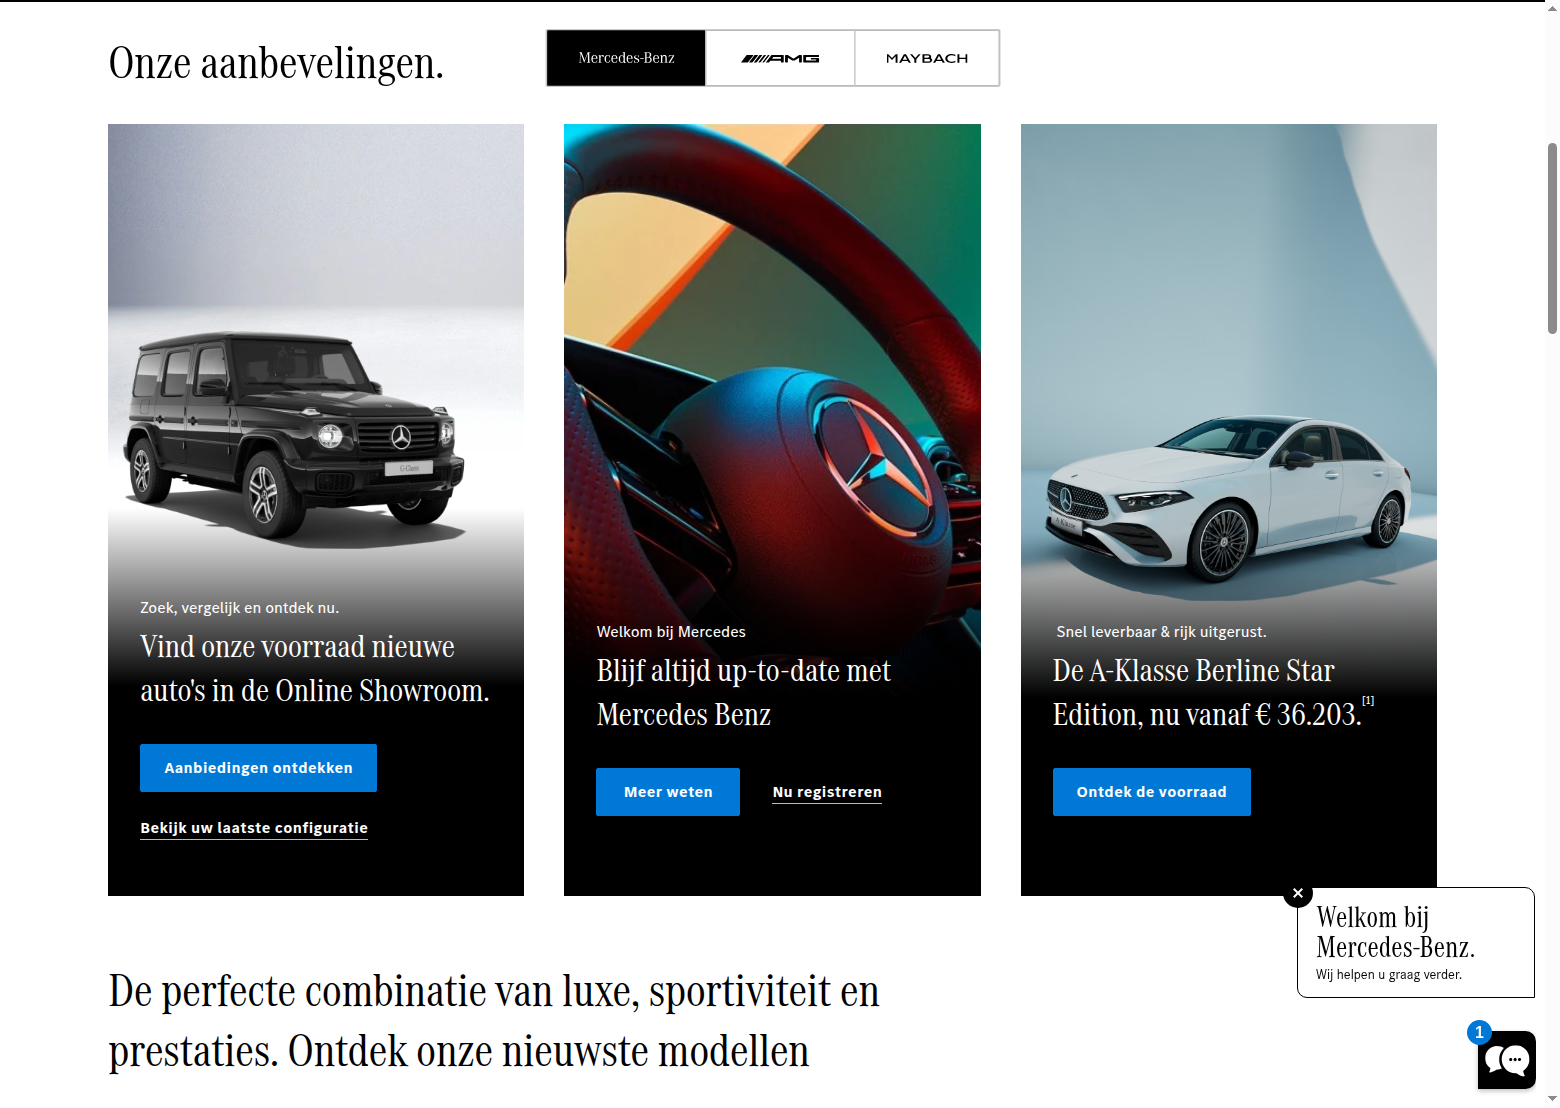 Onze aanbevelingen.
Mercedes-Benz
AMG
MAYBACH
G-Class
Zoek, vergelijk en ontdek nu.
Vind onze voorraad nieuwe
auto's in de Online Showroom.
Aanbiedingen ontdekken
Bekijk uw laatste configuratie
Welkom bij Mercedes
Blijf altijd up-to-date met
Mercedes Benz
Meer weten
Nu registreren
A-Klasse
Snel leverbaar & rijk uitgerust.
De A-Klasse Berline Star
Edition, nu vanaf € 36.203.[1]
Ontdek de voorraad
Welkom bij
Mercedes-Benz.
Wij helpen u graag verder.
De perfecte combinatie van luxe, sportiviteit en
prestaties. Ontdek onze nieuwste modellen
1